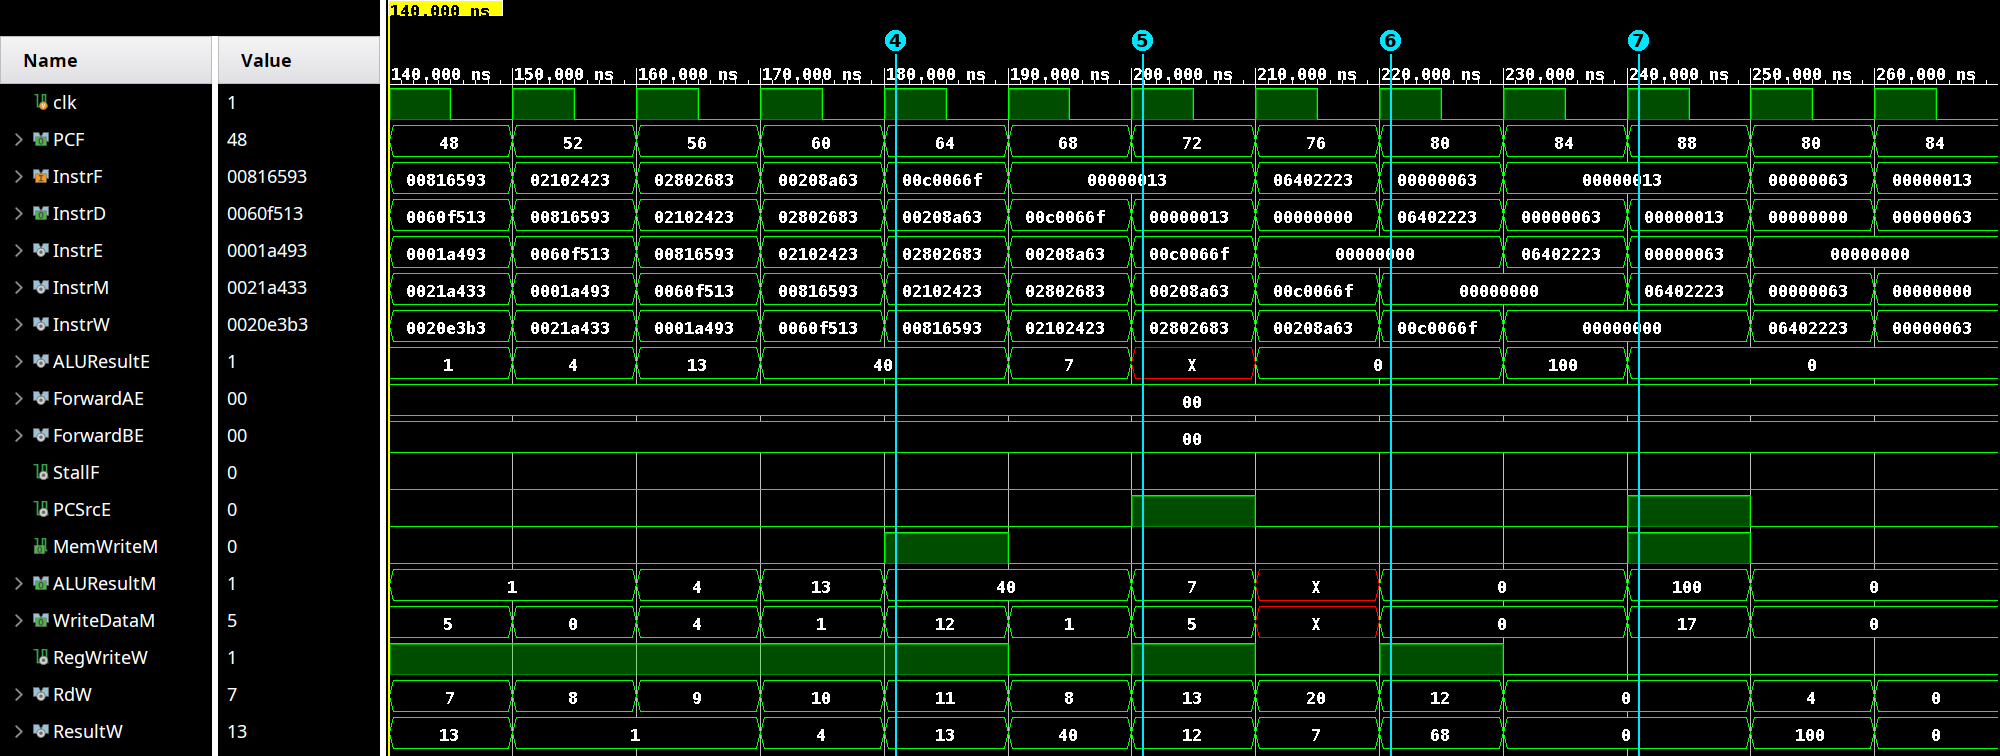 140.000 ns
4 5 6 7
Name Value 140.000 ns 150.000 ns 160.000 ns 170.000 ns 180.000 ns 190.000 ns 200.000 ns 210.000 ns 220.000 ns 230.000 ns 240.000 ns 250.000 ns 260.000 ns
clk 1
PCF 48 48 52 56 60 64 68 72 76 80 84 88 80 84
InstrF 00816593 00816593 02102423 02802683 00208a63 00c0066f 00000013 06402223 00000063 00000013 00000063 00000013
InstrD 0060f513 0060f513 00816593 02102423 02802683 00208a63 00c0066f 00000013 00000000 06402223 00000063 00000013 00000000 00000063
InstrE 0001a493 0001a493 0060f513 00816593 02102423 02802683 00208a63 00c0066f 00000000 06402223 00000063 00000000
InstrM 0021a433 0021a433 0001a493 0060f513 00816593 02102423 02802683 00208a63 00c0066f 00000000 06402223 00000063 00000000
InstrW 0020e3b3 0020e3b3 0021a433 0001a493 0060f513 00816593 02102423 02802683 00208a63 00c0066f 00000000 06402223 00000063
ALUResultE 1 1 4 13 40 7 X 0 100 0
ForwardAE 00 00
ForwardBE 00 00
StallF 0
PCSrcE 0
MemWriteM 0
ALUResultM 1 1 4 13 40 7 X 0 100 0
WriteDataM 5 5 0 4 1 12 1 5 X 0 17 0
RegWriteW 1
RdW 7 7 8 9 10 11 8 13 20 12 0 4 0
ResultW 13 13 1 4 13 40 12 7 68 0 100 0